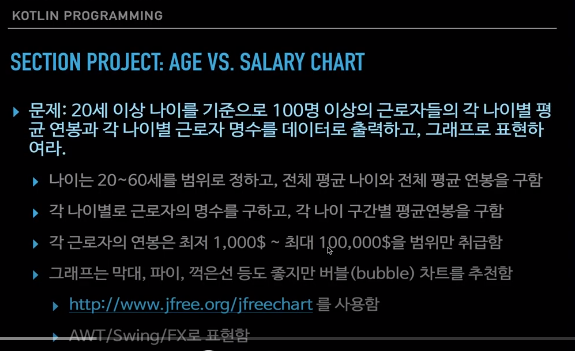 KOTLIN PROGRAMMING
SECTION PROJECT: AGE VS. SALARY CHART
문제: 20세 이상 나이를 기준으로 100명 이상의 근로자들의 각 나이별 평
균 연봉과 각 나이별 근로자 명수를 데이터로 출력하고, 그래프로 표현하
여라.
나이는 20~60세를 범위로 정하고, 전체 평균 나이와 전체 평균 연봉을 구함
각 나이별로 근로자의 명수를 구하고, 각 나이 구간별 평균연봉을 구함
각 근로자의 연봉은 최저 1,000$ ~ 최대 100,000$을 범위만 취급함
그래프는 막대, 파이, 꺽은선 등도 좋지만 버블(bubble) 차트를 추천함
http://www.jfree.org/jfreechart 를 사용함
AWT/Swing/FX로 표현함